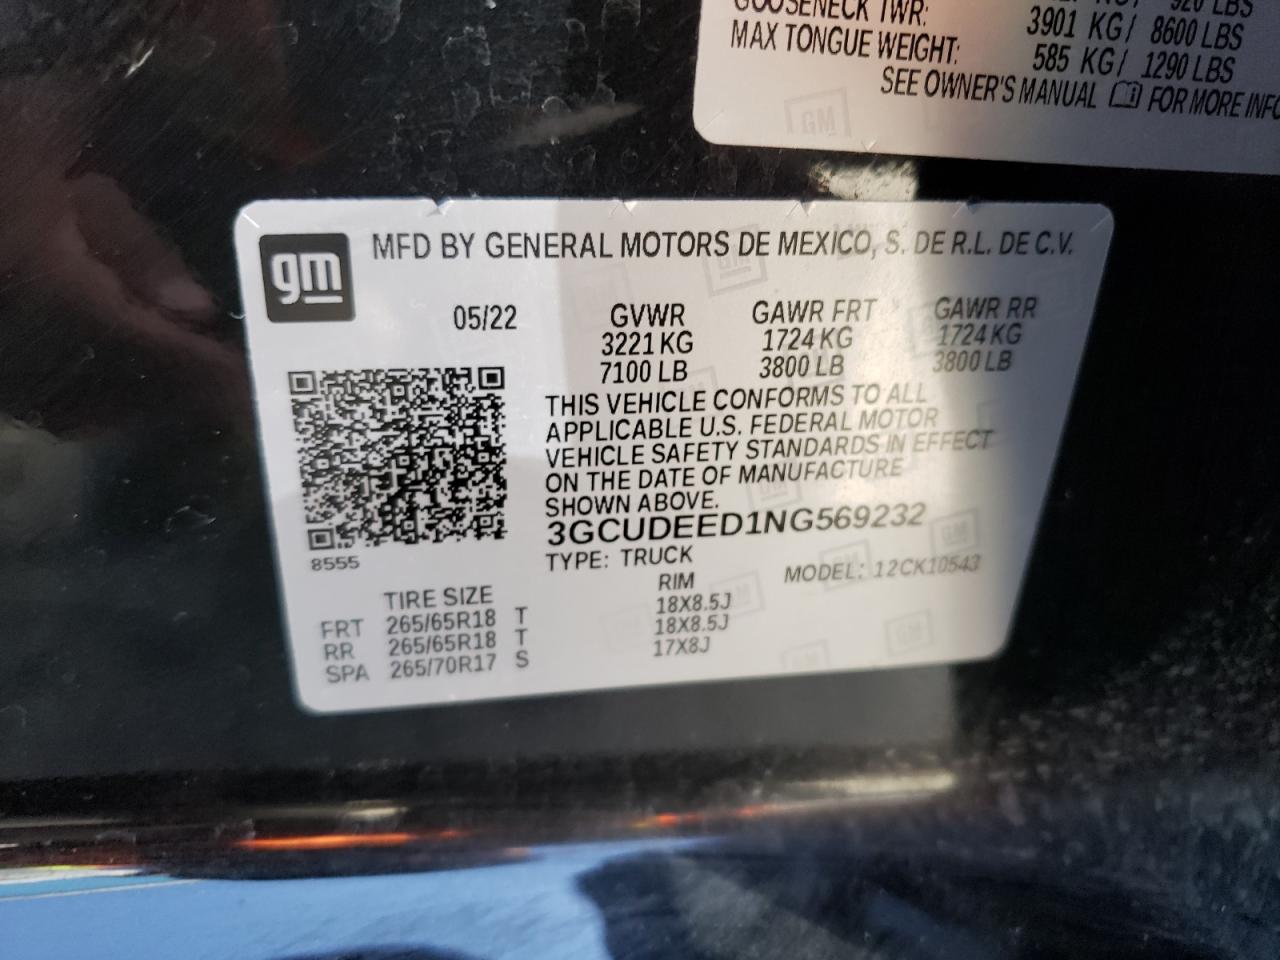 920 LBS
GOOSENECK TWR: 3901 KG/ 8600 LBS
MAX TONGUE WEIGHT: 585 KG/ 1290 LBS
SEE OWNER'S MANUAL FOR MORE INFO
GM
gm
MFD BY GENERAL MOTORS DE MEXICO, S. DE R.L. DE C.V.
05/22 GVWR GAWR FRT GAWR RR
3221 KG 1724 KG 1724 KG
7100 LB 3800 LB 3800 LB
THIS VEHICLE CONFORMS TO ALL
APPLICABLE U.S. FEDERAL MOTOR
VEHICLE SAFETY STANDARDS IN EFFECT
ON THE DATE OF MANUFACTURE
SHOWN ABOVE.
3GCUDEED1NG569232
8555
TYPE: TRUCK MODEL: 12CK10543
TIRE SIZE RIM
FRT 265/65R18 T 18X8.5J
RR 265/65R18 T 18X8.5J
SPA 265/70R17 S 17X8J